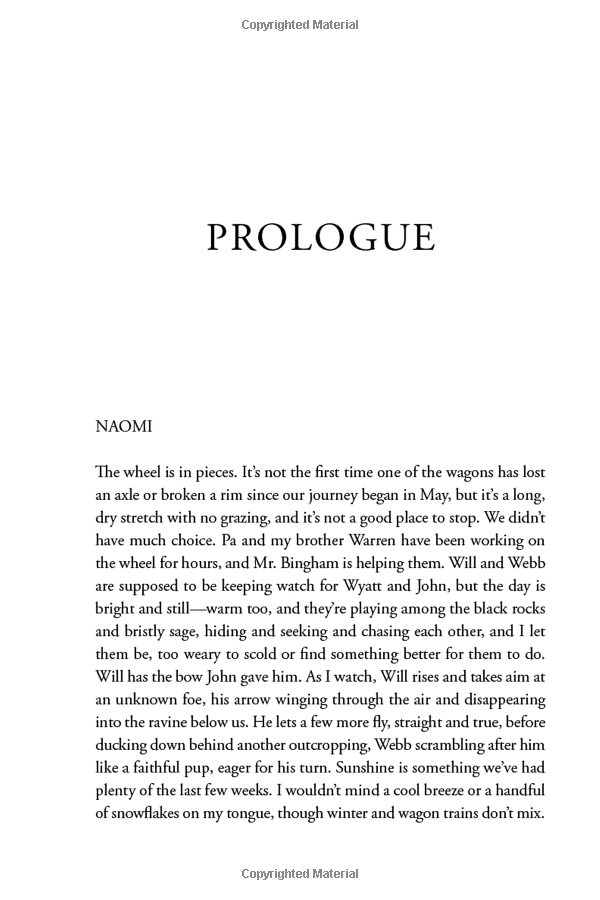 Copyrighted Material
PROLOGUE
NAOMI
The wheel is in pieces. It’s not the first time one of the wagons has lost
an axle or broken a rim since our journey began in May, but it’s a long,
dry stretch with no grazing, and it’s not a good place to stop. We didn’t
have much choice. Pa and my brother Warren have been working on
the wheel for hours, and Mr. Bingham is helping them. Will and Webb
are supposed to be keeping watch for Wyatt and John, but the day is
bright and still—warm too, and they’re playing among the black rocks
and bristly sage, hiding and seeking and chasing each other, and I let
them be, too weary to scold or find something better for them to do.
Will has the bow John gave him. As I watch, Will rises and takes aim at
an unknown foe, his arrow winging through the air and disappearing
into the ravine below us. He lets a few more fly, straight and true, before
ducking down behind another outcropping, Webb scrambling after him
like a faithful pup, eager for his turn. Sunshine is something we’ve had
plenty of the last few weeks. I wouldn’t mind a cool breeze or a handful
of snowflakes on my tongue, though winter and wagon trains don’t mix.
Copyrighted Material